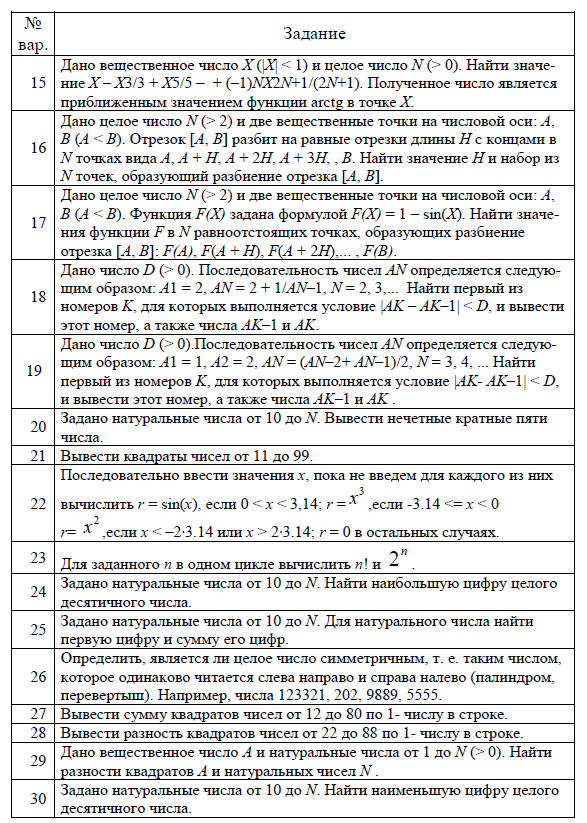 № вар. Задание
15 Дано вещественное число X (|X| < 1) и целое число N (> 0). Найти значе-
ние X – X3/3 + X5/5 – + (–1)NX2N+1/(2N+1). Полученное число является
приближенным значением функции arctg в точке X.
16 Дано целое число N (> 2) и две вещественные точки на числовой оси: A,
B (A < B). Отрезок [A, B] разбит на равные отрезки длины H с концами в
N точках вида A, A + H, A + 2H, A + 3H, , B. Найти значение H и набор из
N точек, образующий разбиение отрезка [A, B].
17 Дано целое число N (> 2) и две вещественные точки на числовой оси: A,
B (A < B). Функция F(X) задана формулой F(X) = 1 – sin(X). Найти значе-
ния функции F в N равноотстоящих точках, образующих разбиение
отрезка [A, B]: F(A), F(A + H), F(A + 2H),... , F(B).
18 Дано число D (> 0). Последовательность чисел AN определяется следую-
щим образом: A1 = 2, AN = 2 + 1/AN–1, N = 2, 3,... Найти первый из
номеров K, для которых выполняется условие |AK – AK–1| < D, и вывести
этот номер, а также числа AK–1 и AK.
19 Дано число D (> 0).Последовательность чисел AN определяется следую-
щим образом: A1 = 1, A2 = 2, AN = (AN–2+ AN–1)/2, N = 3, 4, ... Найти
первый из номеров K, для которых выполняется условие |AK- AK–1| < D,
и вывести этот номер, а также числа AK–1 и AK .
20 Задано натуральные числа от 10 до N. Вывести нечетные кратные пяти
числа.
21 Вывести квадраты чисел от 11 до 99.
22 Последовательно ввести значения x, пока не введем для каждого из них
вычислить r = sin(x), если 0 < x < 3,14; r = x³ ,если -3.14 <= x < 0
r= x² ,если x < –2·3.14 или x > 2·3.14; r = 0 в остальных случаях.
23 Для заданного n в одном цикле вычислить n! и 2ⁿ .
24 Задано натуральные числа от 10 до N. Найти наибольшую цифру целого
десятичного числа.
25 Задано натуральные числа от 10 до N. Для натурального числа найти
первую цифру и сумму его цифр.
26 Определить, является ли целое число симметричным, т. е. таким числом,
которое одинаково читается слева направо и справа налево (палиндром,
перевертыш). Например, числа 123321, 202, 9889, 5555.
27 Вывести сумму квадратов чисел от 12 до 80 по 1- числу в строке.
28 Вывести разность квадратов чисел от 22 до 88 по 1- числу в строке.
29 Дано вещественное число A и натуральные числа от 1 до N (> 0). Найти
разности квадратов A и натуральных чисел N .
30 Задано натуральные числа от 10 до N. Найти наименьшую цифру целого
десятичного числа.